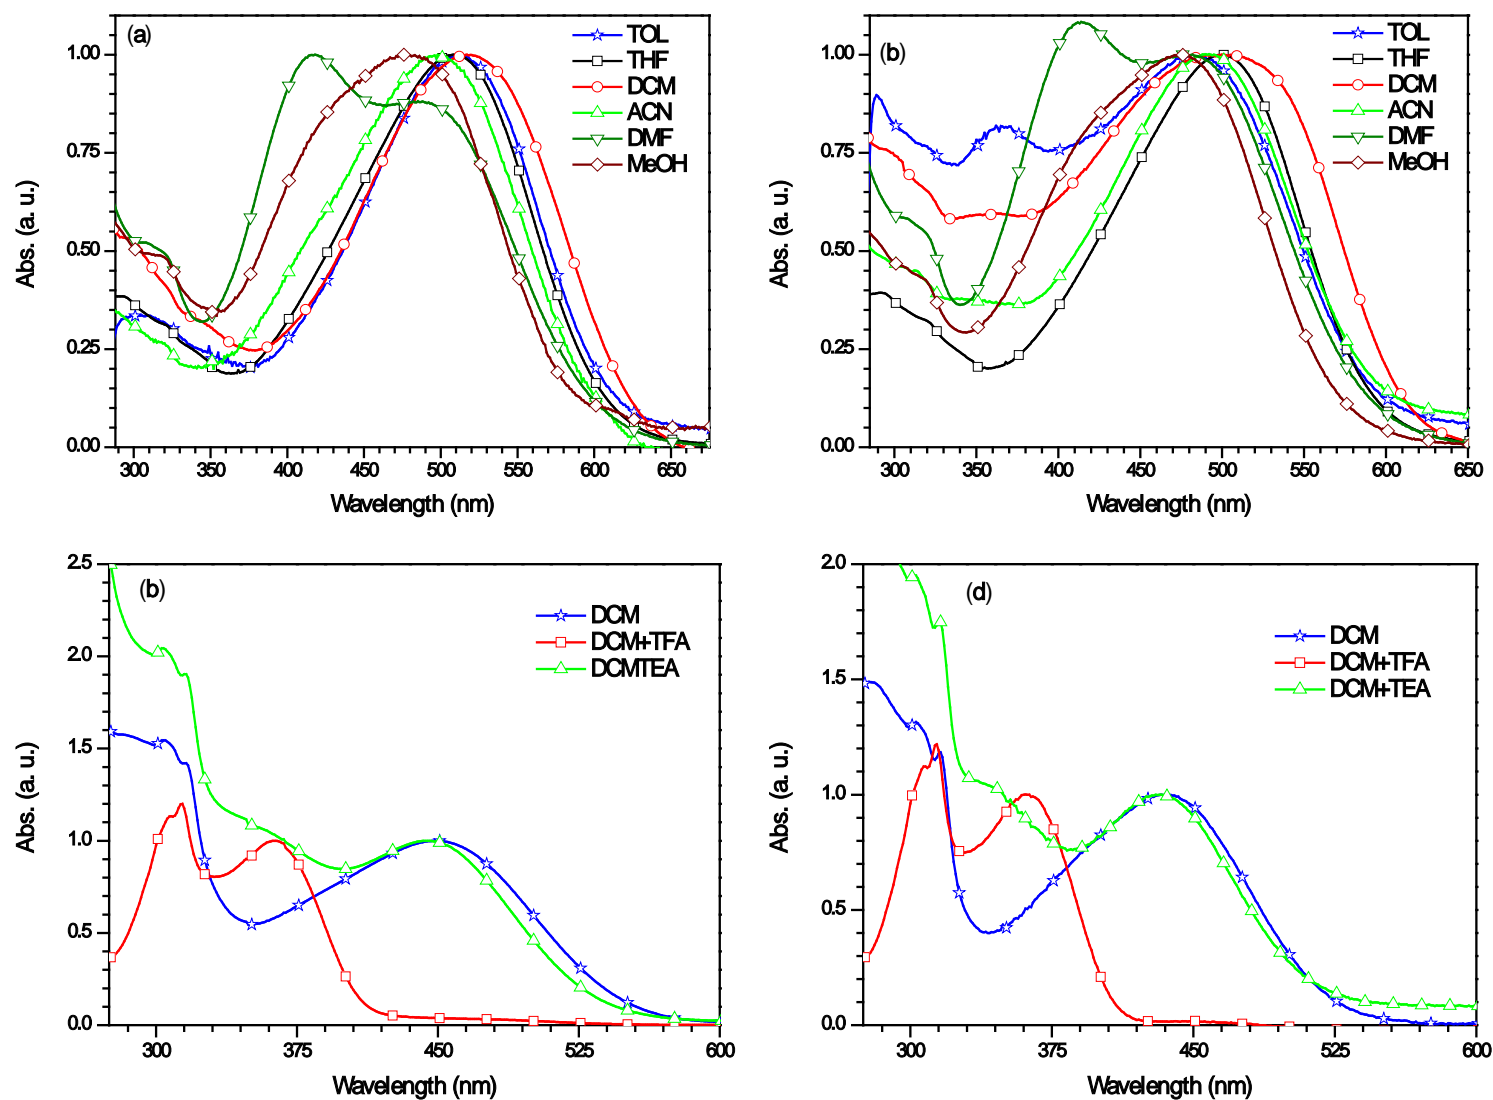 (a)
TOL
THF
DCM
ACN
DMF
MeOH
1.00
0.75
0.50
0.25
0.00
Abs. (a. u.)
300 350 400 450 500 550 600 650
Wavelength (nm)
(b)
TOL
THF
DCM
ACN
DMF
MeOH
1.00
0.75
0.50
0.25
0.00
Abs. (a. u.)
300 350 400 450 500 550 600 650
Wavelength (nm)
(b)
DCM
DCM+TFA
DCMTEA
2.5
2.0
1.5
1.0
0.5
0.0
Abs. (a. u.)
300 375 450 525 600
Wavelength (nm)
(d)
DCM
DCM+TFA
DCM+TEA
2.0
1.5
1.0
0.5
0.0
Abs. (a. u.)
300 375 450 525 600
Wavelength (nm)